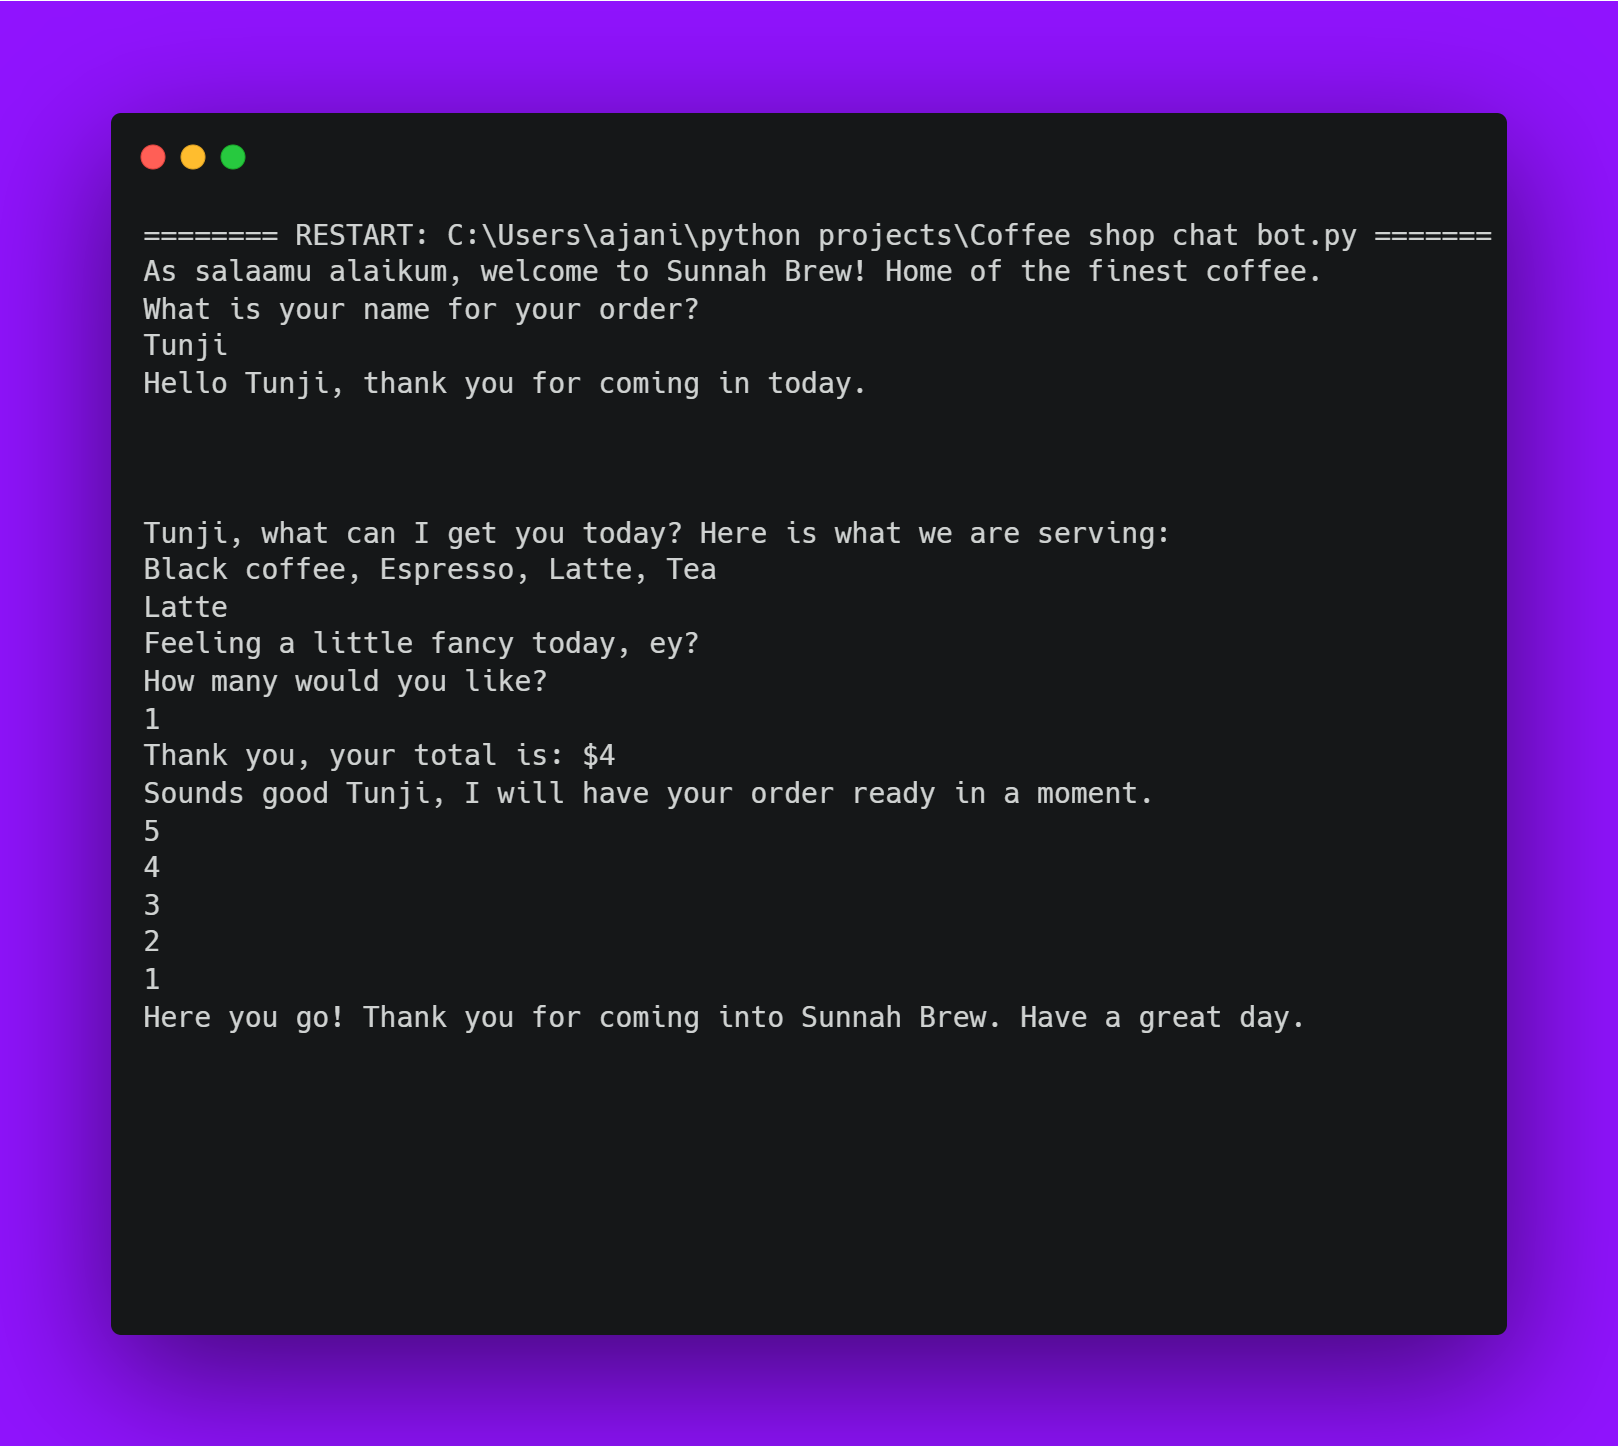 ======== RESTART: C:\Users\ajani\python projects\Coffee shop chat bot.py =======
As salaamu alaikum, welcome to Sunnah Brew! Home of the finest coffee.
What is your name for your order?
Tunji
Hello Tunji, thank you for coming in today.
Tunji, what can I get you today? Here is what we are serving:
Black coffee, Espresso, Latte, Tea
Latte
Feeling a little fancy today, ey?
How many would you like?
1
Thank you, your total is: $4
Sounds good Tunji, I will have your order ready in a moment.
5
4
3
2
1
Here you go! Thank you for coming into Sunnah Brew. Have a great day.